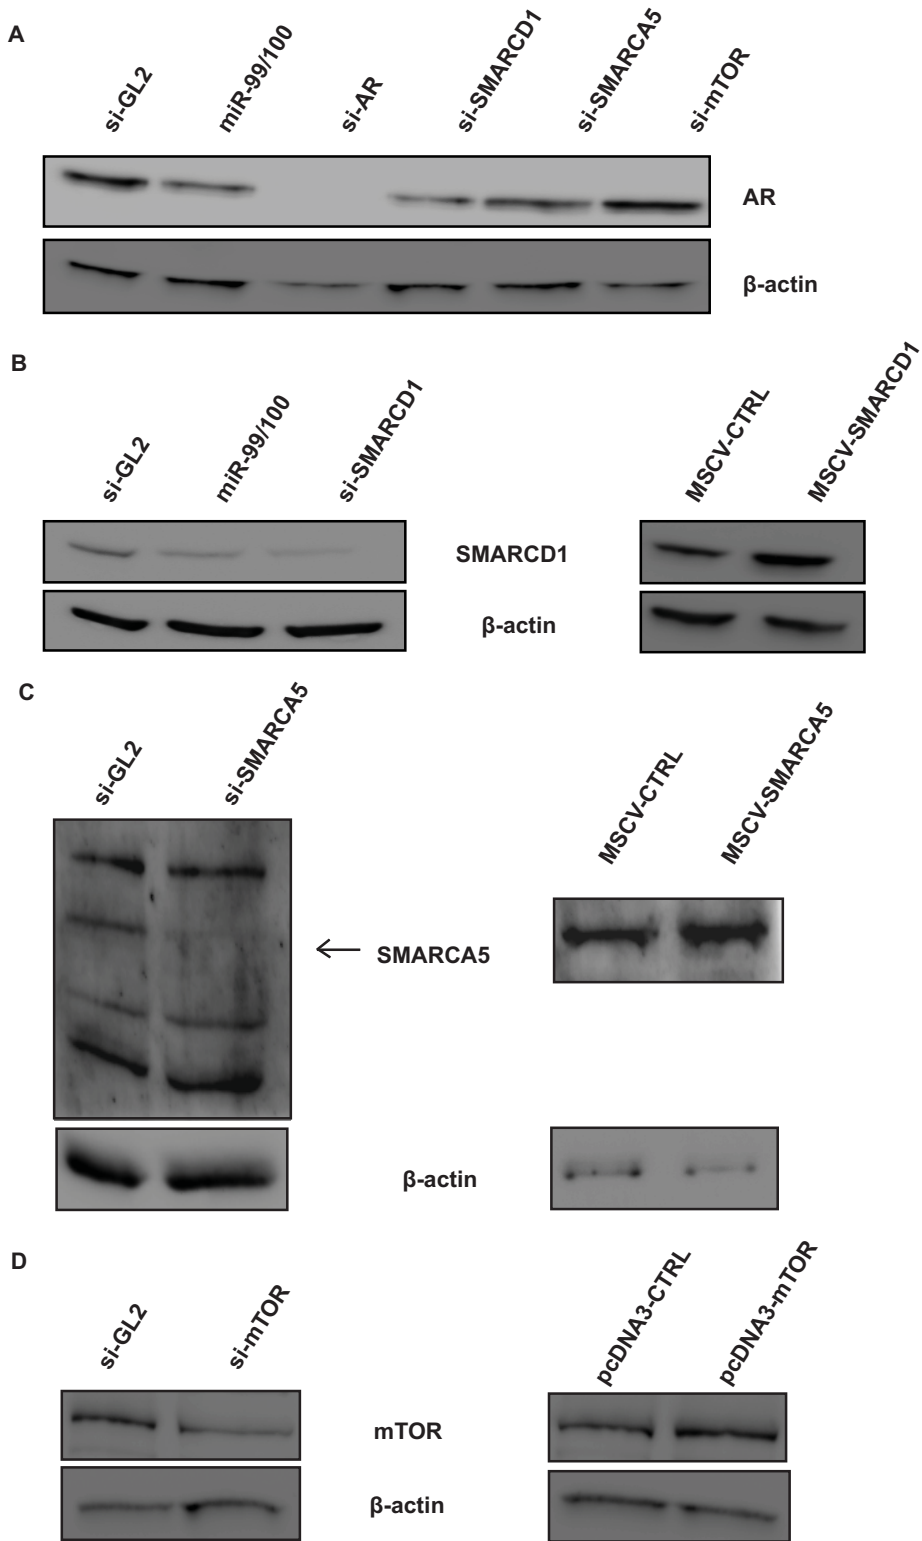 A
si-GL2
miR-99/100
si-AR
si-SMARCD1
si-SMARCA5
si-mTOR
AR
β-actin
B
si-GL2
miR-99/100
si-SMARCD1
MSCV-CTRL
MSCV-SMARCD1
SMARCD1
β-actin
C
si-GL2
si-SMARCA5
MSCV-CTRL
MSCV-SMARCA5
SMARCA5
β-actin
D
si-GL2
si-mTOR
pcDNA3-CTRL
pcDNA3-mTOR
mTOR
β-actin